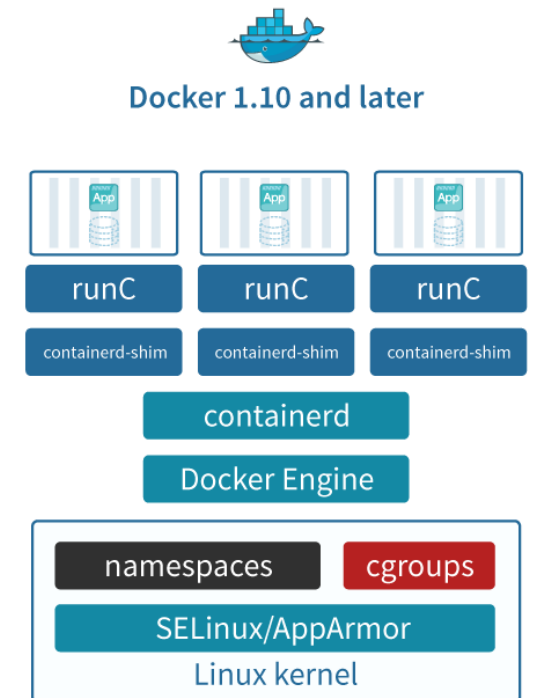 Docker 1.10 and later
App App App
runC runC runC
containerd-shim containerd-shim containerd-shim
containerd
Docker Engine
namespaces cgroups
SELinux/AppArmor
Linux kernel